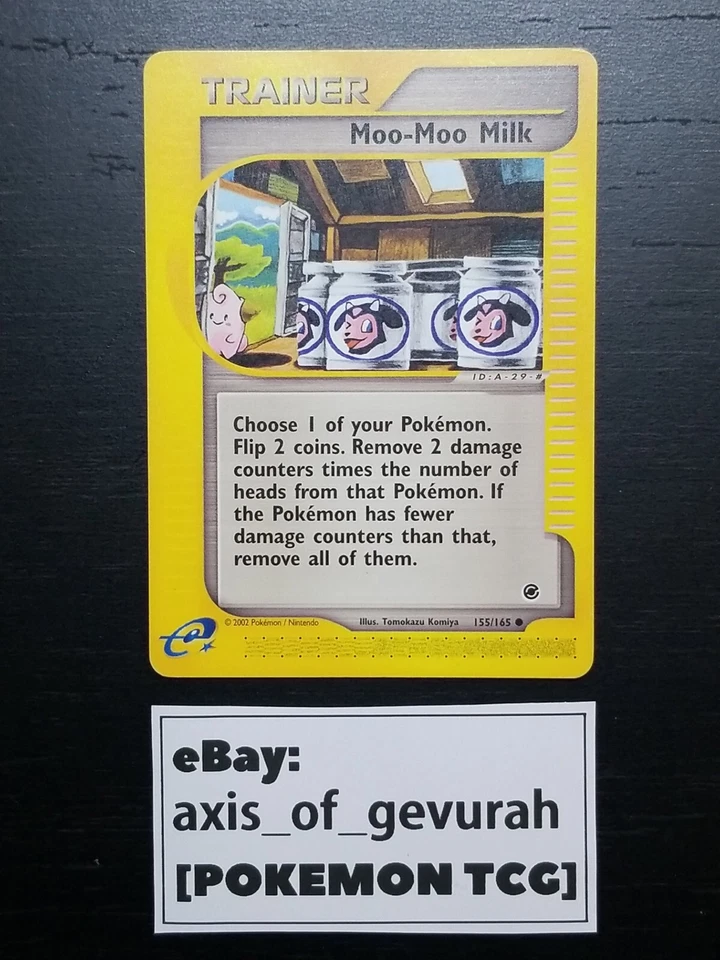 TRAINER
Moo-Moo Milk
ID:A-29-#
Choose 1 of your Pokémon.
Flip 2 coins. Remove 2 damage
counters times the number of
heads from that Pokémon. If
the Pokémon has fewer
damage counters than that,
remove all of them.
© 2002 Pokémon / Nintendo
Illus. Tomokazu Komiya
155/165
e
eBay:
axis_of_gevurah
[POKEMON TCG]